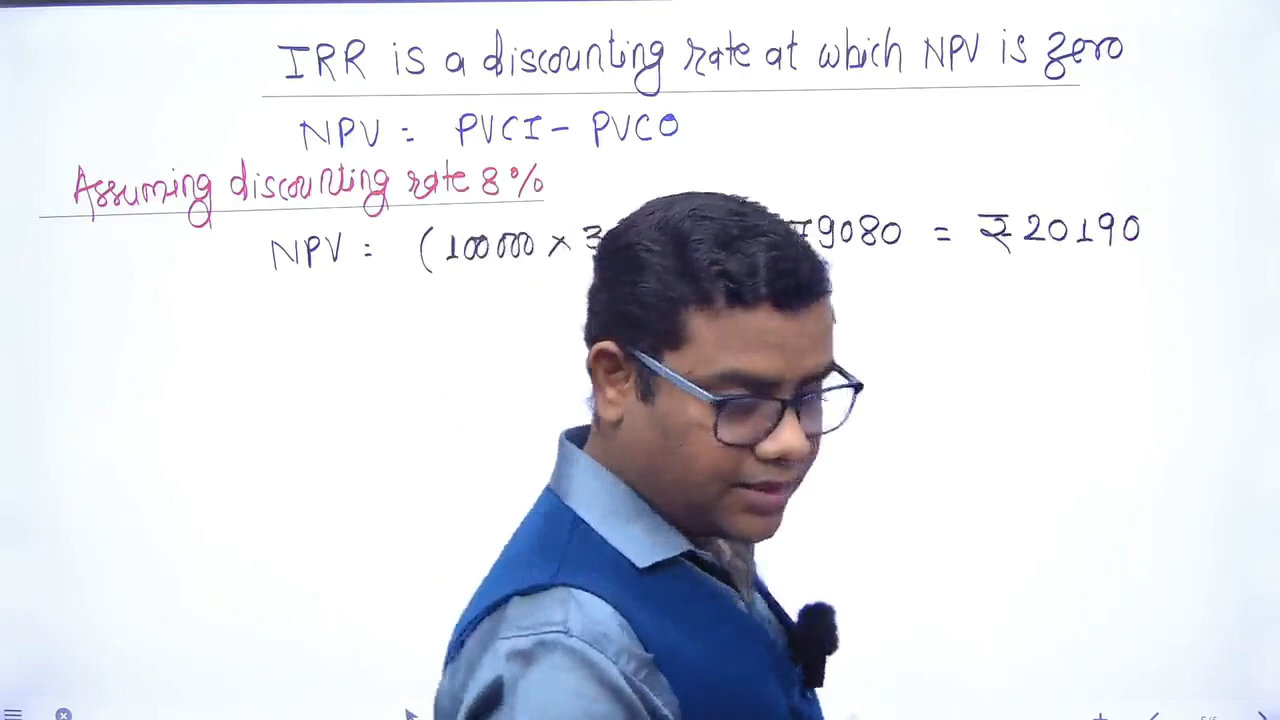 IRR is a discounting rate at which NPV is zero
NPV = PVCI - PVCO
Assuming discounting rate 8%
NPV = (100000 × 3 9080 = ₹20190